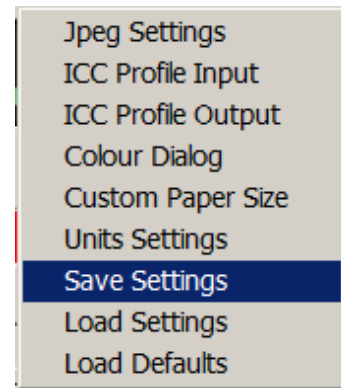 Jpeg Settings
ICC Profile Input
ICC Profile Output
Colour Dialog
Custom Paper Size
Units Settings
Save Settings
Load Settings
Load Defaults